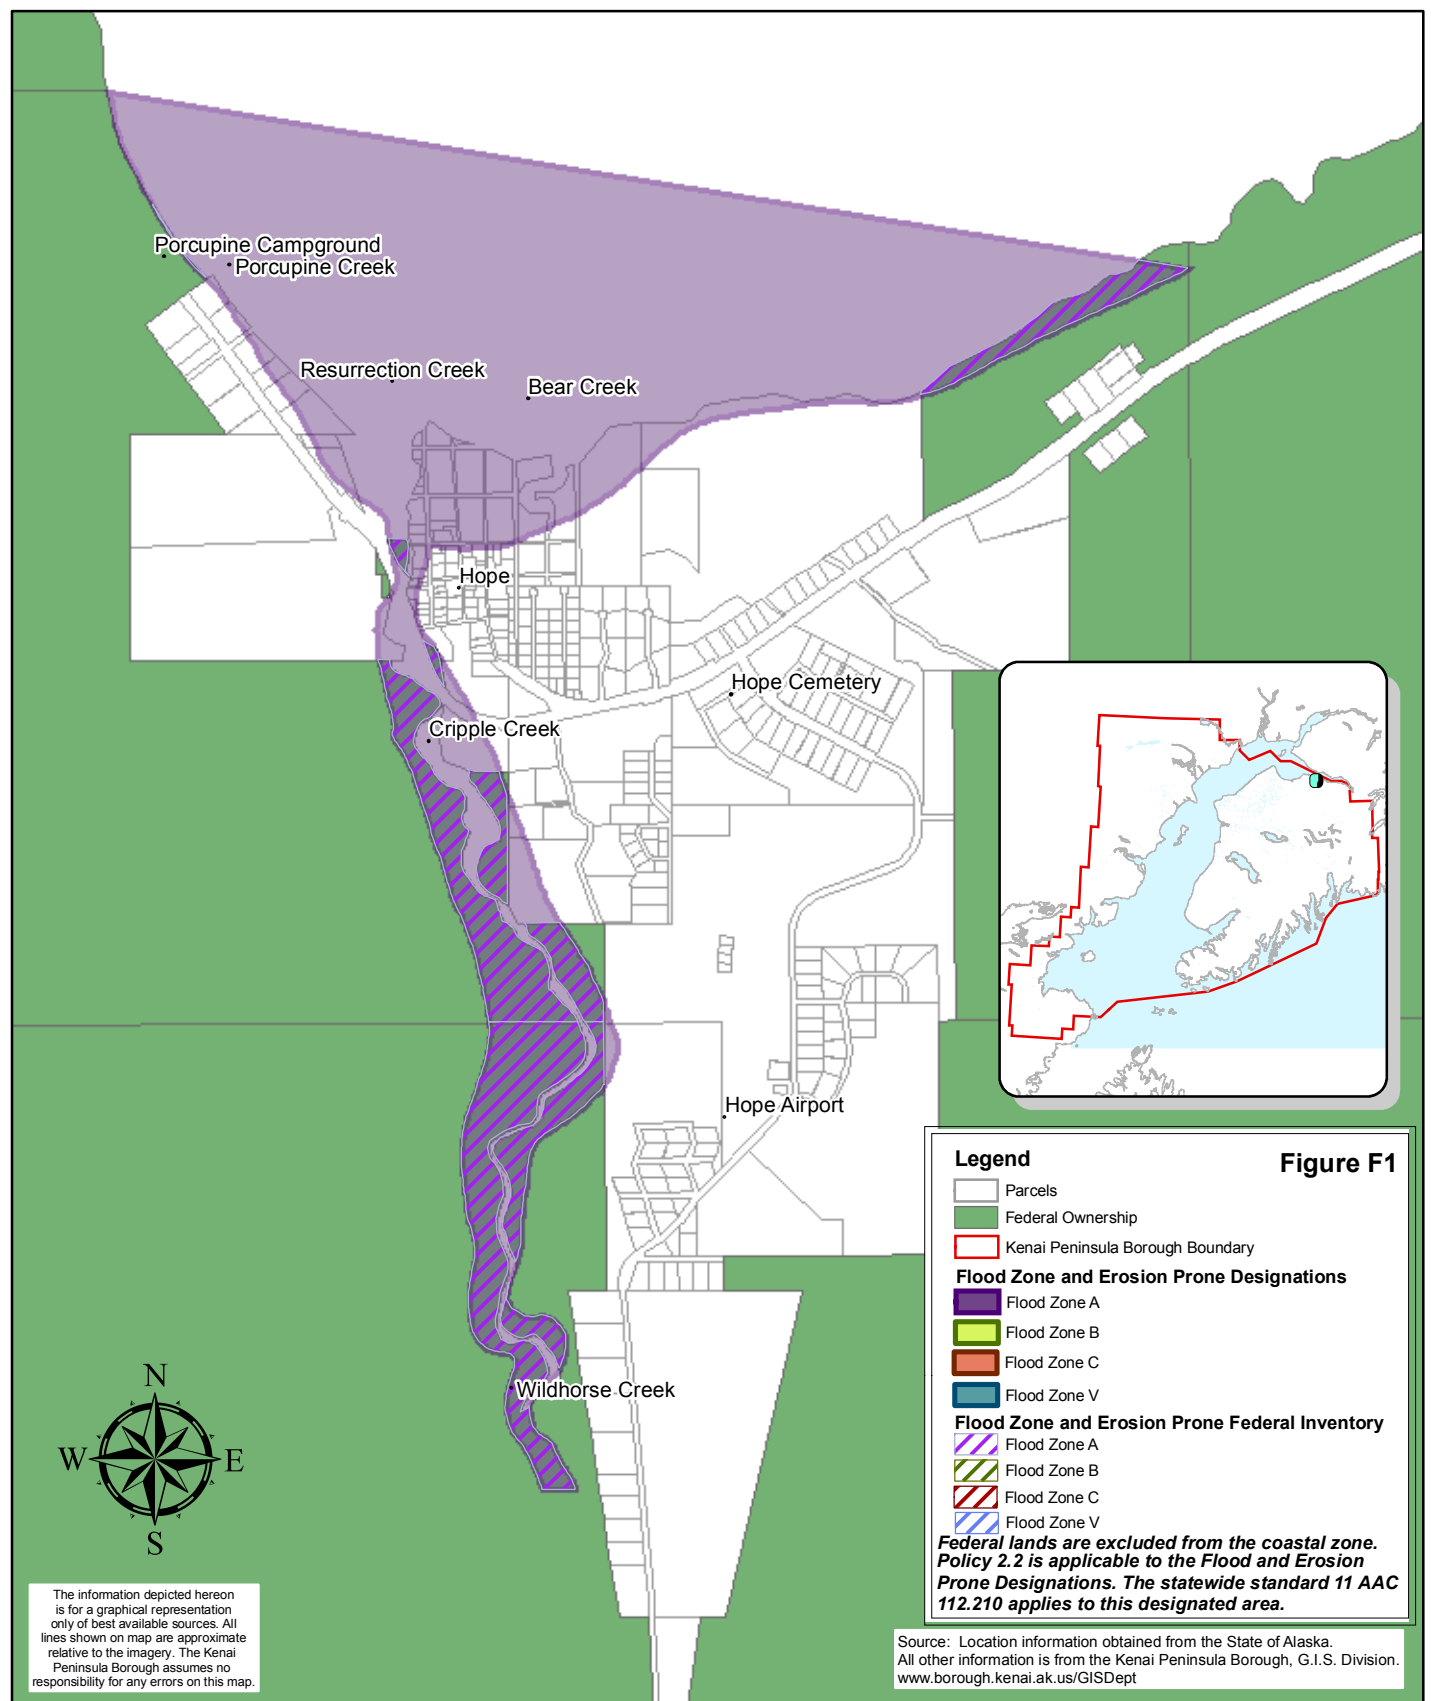 Porcupine Campground
Porcupine Creek
Resurrection Creek
Bear Creek
Hope
Hope Cemetery
Cripple Creek
Hope Airport
Wildhorse Creek
N
W E
S
The information depicted hereon
is for a graphical representation
only of best available sources. All
lines shown on map are approximate
relative to the imagery. The Kenai
Peninsula Borough assumes no
responsibility for any errors on this map.
Legend
Figure F1
Parcels
Federal Ownership
Kenai Peninsula Borough Boundary
Flood Zone and Erosion Prone Designations
Flood Zone A
Flood Zone B
Flood Zone C
Flood Zone V
Flood Zone and Erosion Prone Federal Inventory
Flood Zone A
Flood Zone B
Flood Zone C
Flood Zone V
Federal lands are excluded from the coastal zone.
Policy 2.2 is applicable to the Flood and Erosion
Prone Designations. The statewide standard 11 AAC
112.210 applies to this designated area.
Source: Location information obtained from the State of Alaska.
All other information is from the Kenai Peninsula Borough, G.I.S. Division.
www.borough.kenai.ak.us/GISDept